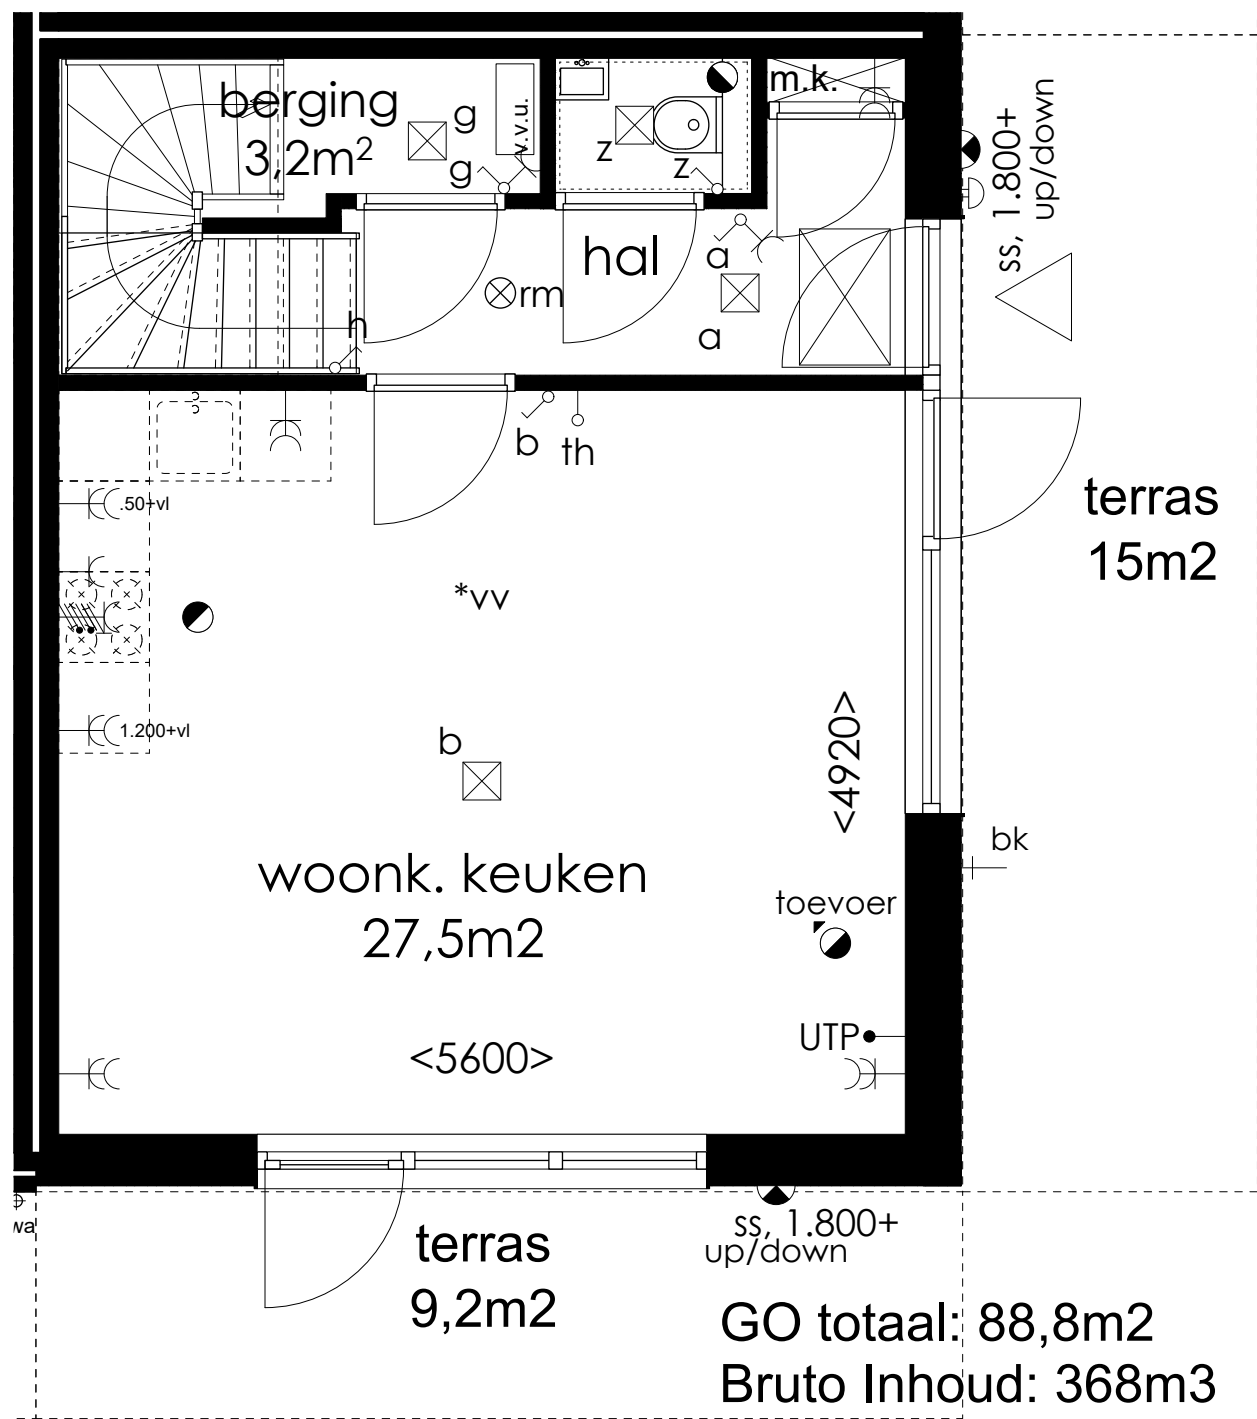 berging
3,2m²
g
g
v.v.u.
z
z
m.k.
ss, 1.800+
up/down
hal
a
a
rm
h
b
th
.50+vl
terras
15m2
*vv
1.200+vl
b
<4920>
bk
woonk. keuken
27,5m2
toevoer
UTP
<5600>
wa
ss, 1.800+
up/down
terras
9,2m2
GO totaal: 88,8m2
Bruto Inhoud: 368m3